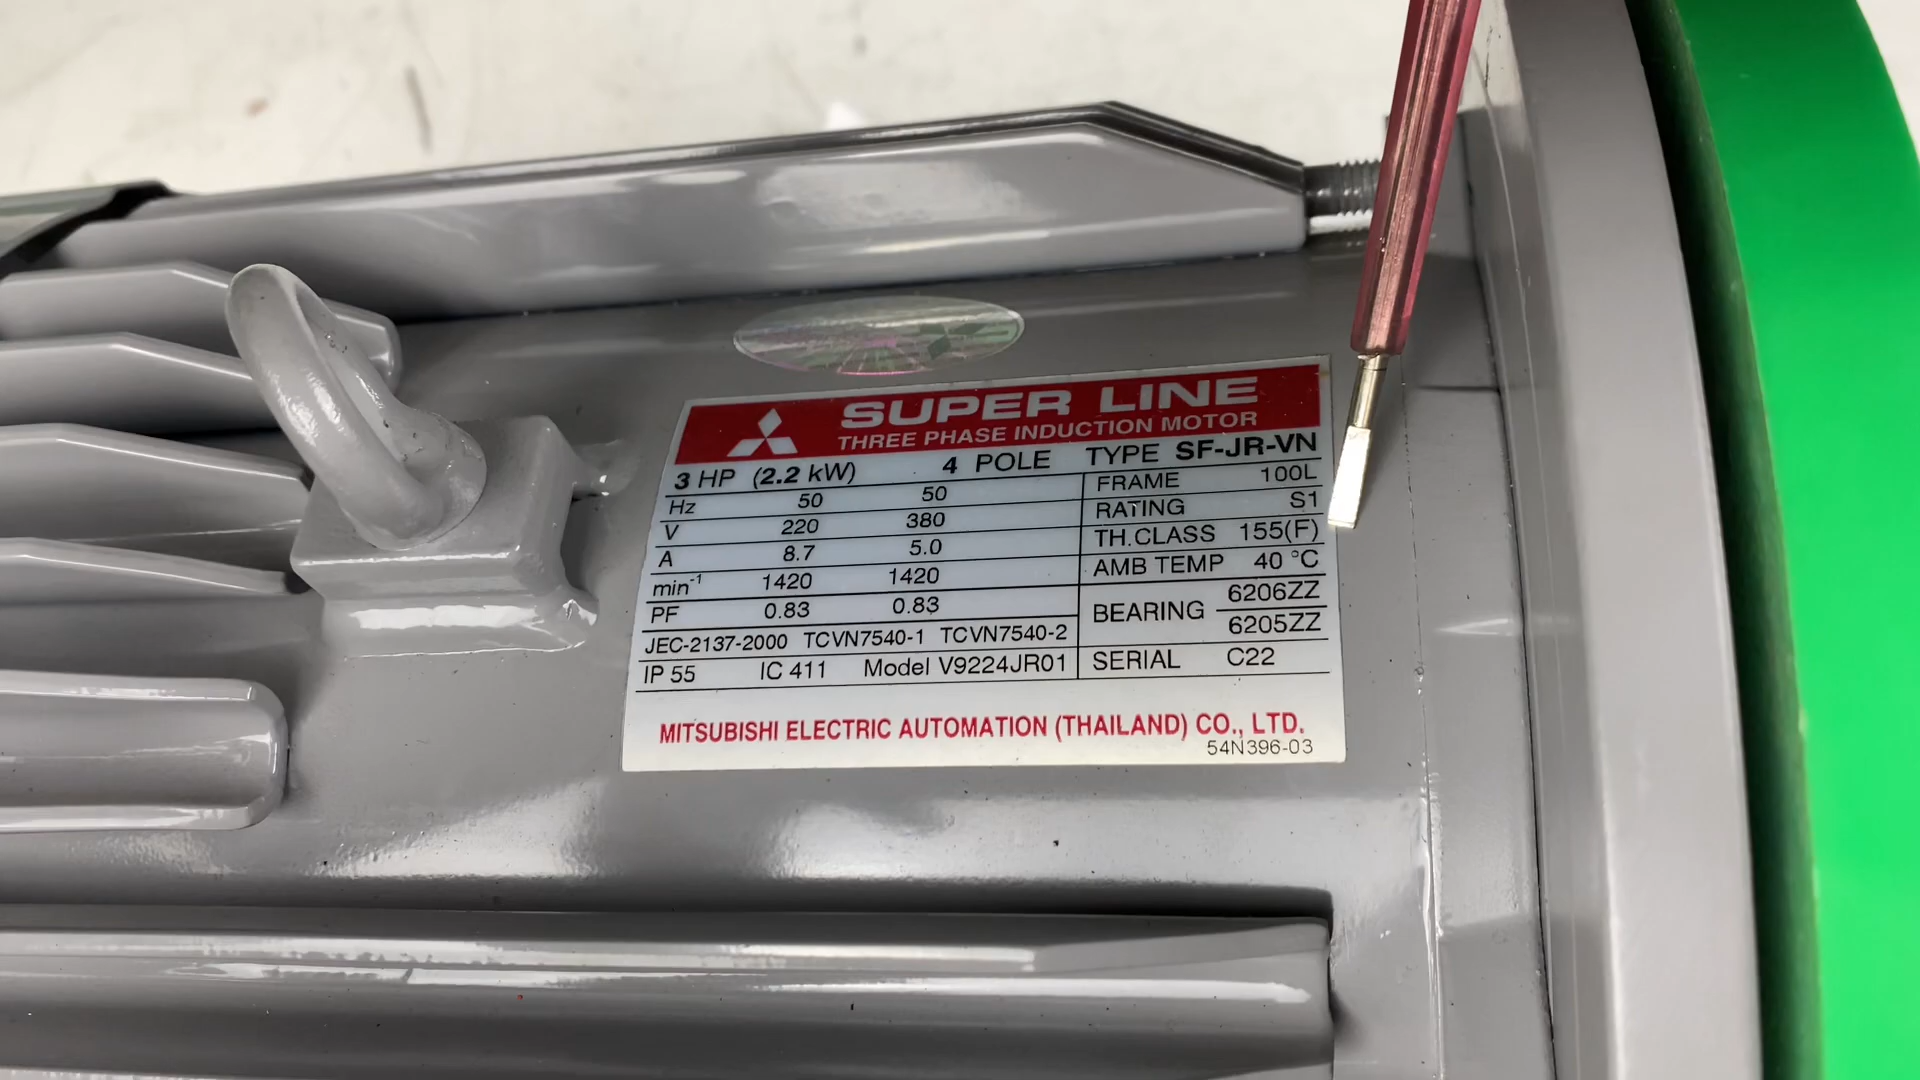 SUPER LINE
THREE PHASE INDUCTION MOTOR
3 HP (2.2 kW) 4 POLE TYPE SF-JR-VN
Hz 50 50
V 220 380
A 8.7 5.0
min-1 1420 1420
PF 0.83 0.83
JEC-2137-2000 TCVN7540-1 TCVN7540-2
IP 55 IC 411 Model V9224JR01
FRAME 100L
RATING S1
TH.CLASS 155(F)
AMB TEMP 40 °C
BEARING 6206ZZ
6205ZZ
SERIAL C22
MITSUBISHI ELECTRIC AUTOMATION (THAILAND) CO., LTD.
54N396-03